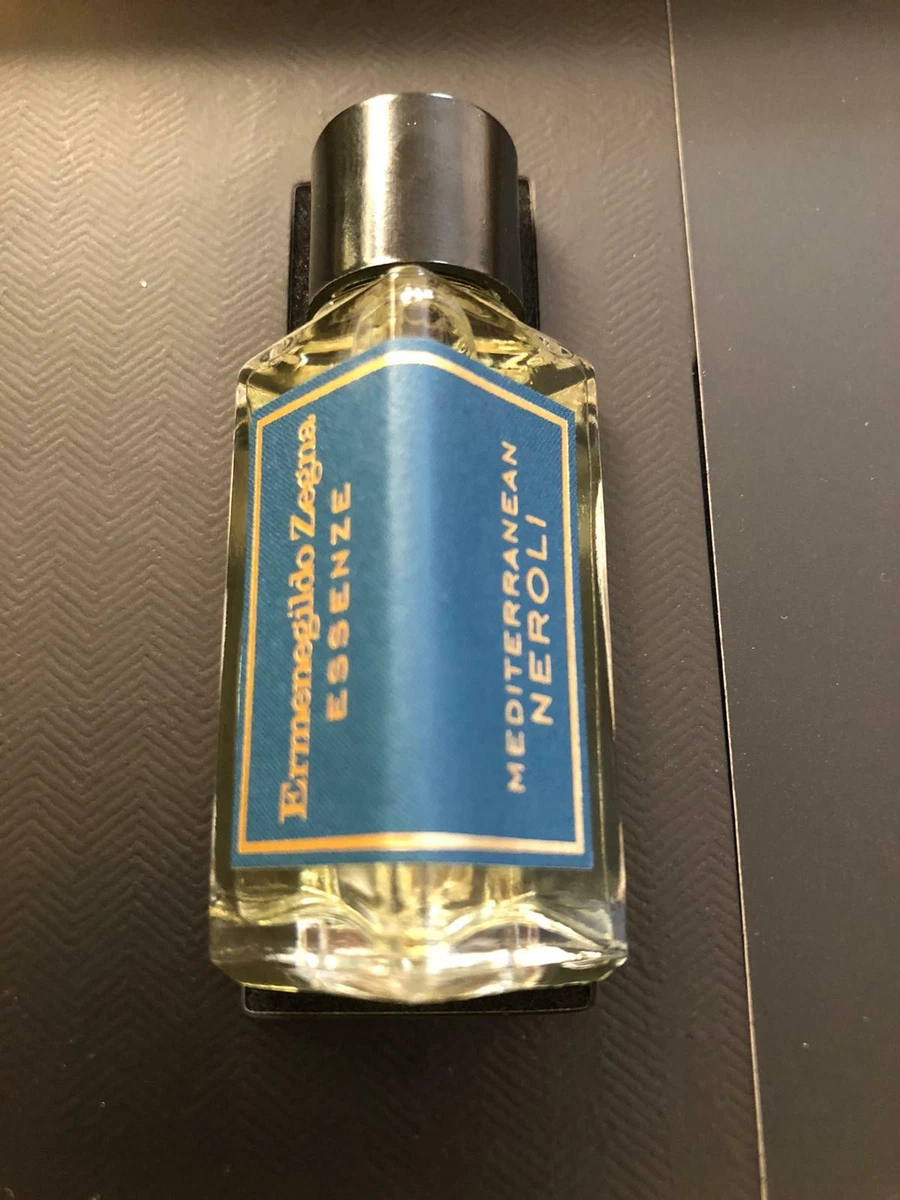 Ermenegildo Zegna
ESSENZE
MEDITERRANEAN
NEROLI